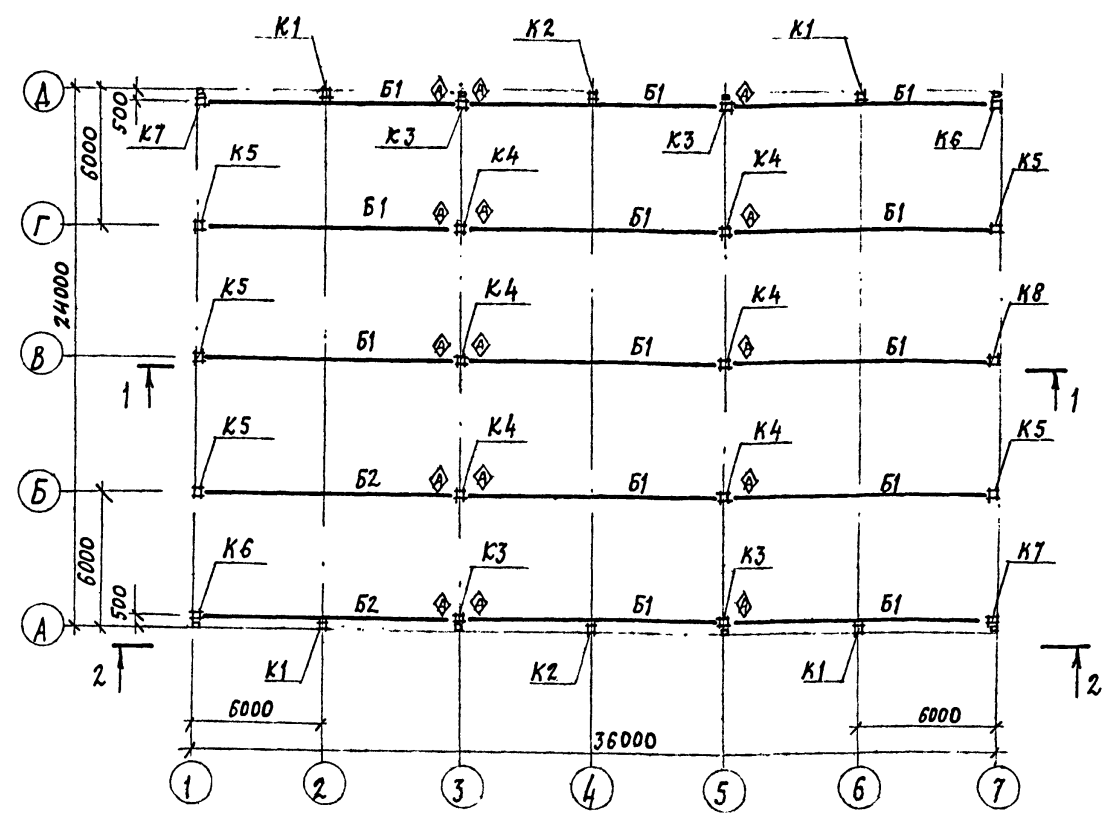 К1 К2 К1
Д Б1 А А Б1 А Б1
500 К7 К3 К3 К6
6000 К5 К4 К4 К5
Г Б1 А А Б1 А Б1
24000 К5 К4 К4 К8
В Б1 А А Б1 А Б1
1 1
К5 К4 К4 К5
Б Б2 А А Б1 А Б1
6000 К6 К3 К3 К7
500 Б2 А А Б1 А Б1
А
2 К1 К2 К1 2
6000 6000
36000
1 2 3 4 5 6 7